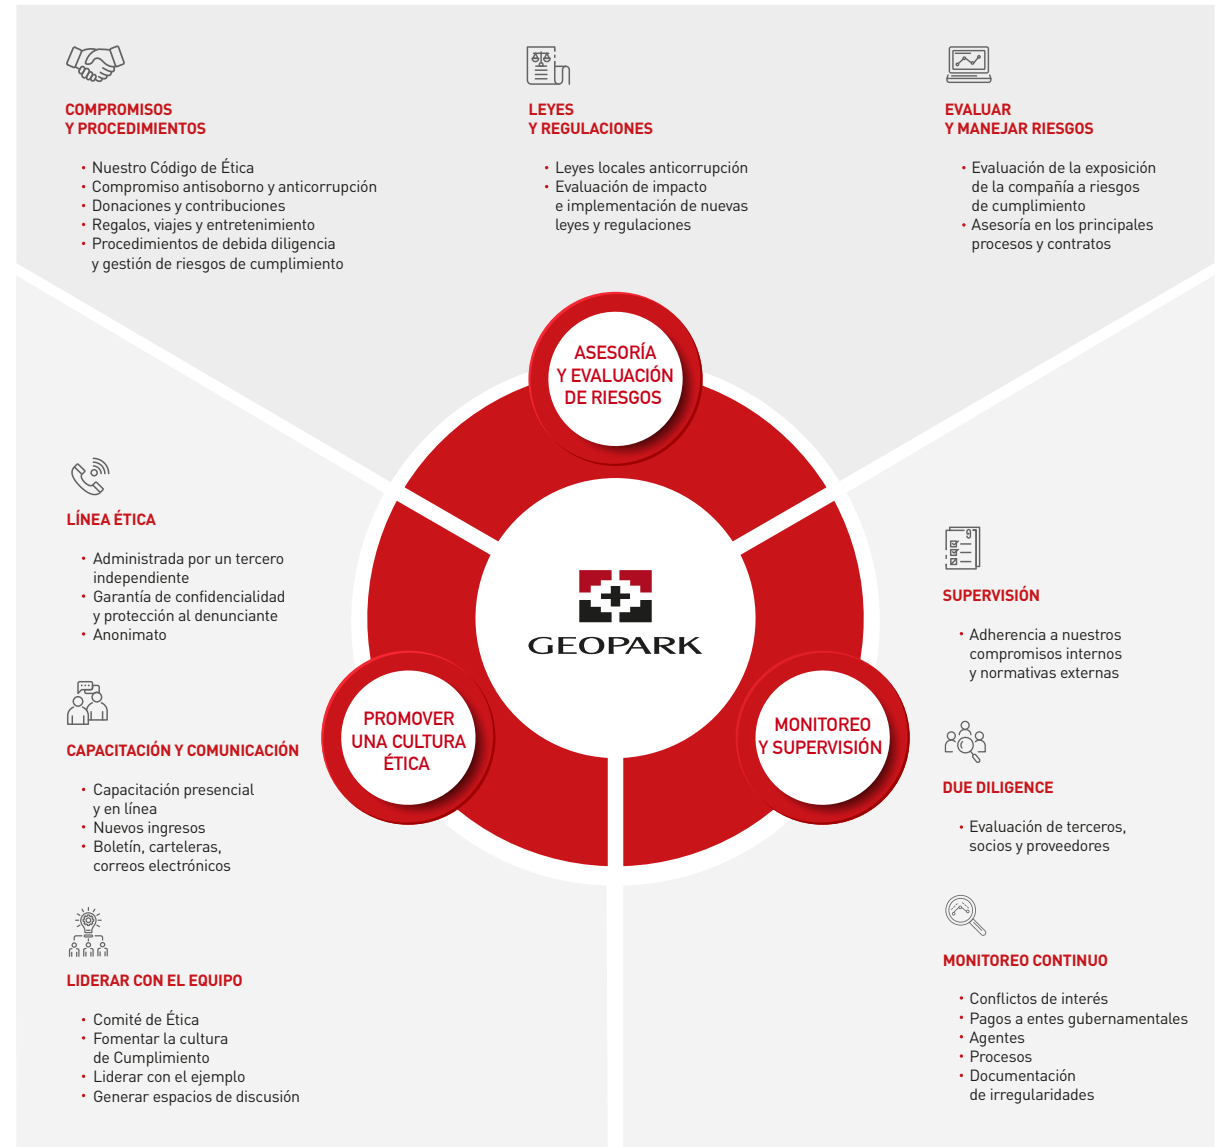 COMPROMISOS
Y PROCEDIMIENTOS
• Nuestro Código de Ética
• Compromiso antisoborno y anticorrupción
• Donaciones y contribuciones
• Regalos, viajes y entretenimiento
• Procedimientos de debida diligencia
y gestión de riesgos de cumplimiento
LEYES
Y REGULACIONES
• Leyes locales anticorrupción
• Evaluación de impacto
e implementación de nuevas
leyes y regulaciones
EVALUAR
Y MANEJAR RIESGOS
• Evaluación de la exposición
de la compañía a riesgos
de cumplimiento
• Asesoría en los principales
procesos y contratos
ASESORÍA
Y EVALUACIÓN
DE RIESGOS
LÍNEA ÉTICA
• Administrada por un tercero
independiente
• Garantía de confidencialidad
y protección al denunciante
• Anonimato
CAPACITACIÓN Y COMUNICACIÓN
• Capacitación presencial
y en línea
• Nuevos ingresos
• Boletín, carteleras,
correos electrónicos
LIDERAR CON EL EQUIPO
• Comité de Ética
• Fomentar la cultura
de Cumplimiento
• Liderar con el ejemplo
• Generar espacios de discusión
PROMOVER
UNA CULTURA
ÉTICA
GEOPARK
MONITOREO
Y SUPERVISIÓN
9
SUPERVISIÓN
• Adherencia a nuestros
compromisos internos
y normativas externas
DUE DILIGENCE
• Evaluación de terceros,
socios y proveedores
MONITOREO CONTINUO
• Conflictos de interés
• Pagos a entes gubernamentales
• Agentes
• Procesos
• Documentación
de irregularidades